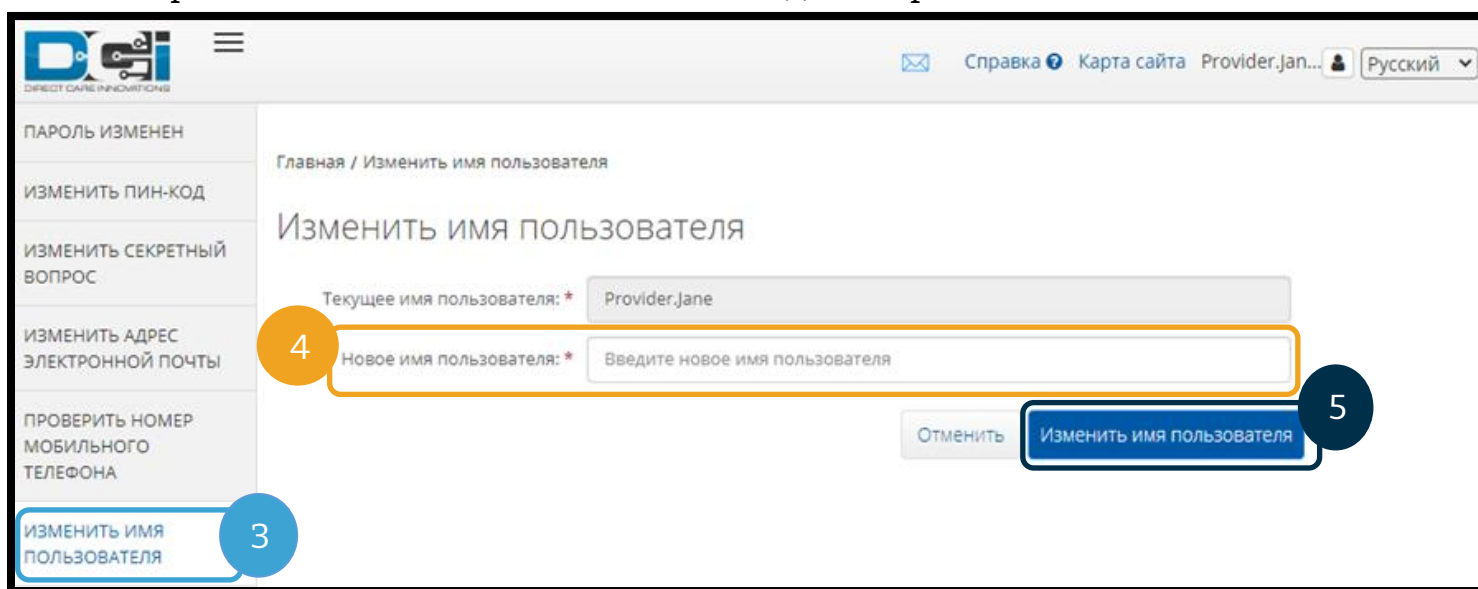 DCi
DIRECT CARE INNOVATIONS
Справка Карта сайта Provider.Jan... Русский
ПАРОЛЬ ИЗМЕНЕН
ИЗМЕНИТЬ ПИН-КОД
ИЗМЕНИТЬ СЕКРЕТНЫЙ
ВОПРОС
ИЗМЕНИТЬ АДРЕС
ЭЛЕКТРОННОЙ ПОЧТЫ
ПРОВЕРИТЬ НОМЕР
МОБИЛЬНОГО
ТЕЛЕФОНА
ИЗМЕНИТЬ ИМЯ
ПОЛЬЗОВАТЕЛЯ
3
Главная / Изменить имя пользователя
Изменить имя пользователя
Текущее имя пользователя: * Provider.Jane
4 Новое имя пользователя: * Введите новое имя пользователя
Отменить Изменить имя пользователя 5